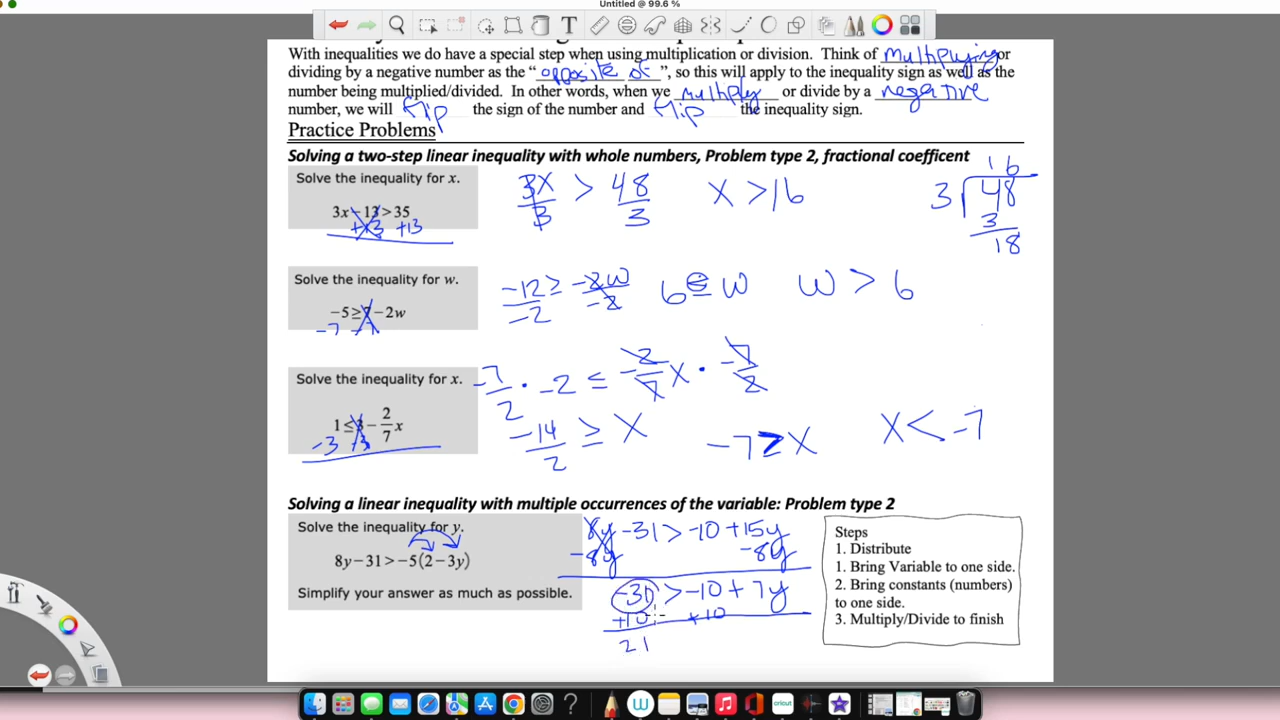 Untitled @ 99.6 %
With inequalities we do have a special step when using multiplication or division. Think of multiplying or
dividing by a negative number as the "opposite of", so this will apply to the inequality sign as well as the
number being multiplied/divided. In other words, when we multiply or divide by a negative
number, we will flip the sign of the number and flip the inequality sign.
Practice Problems
Solving a two-step linear inequality with whole numbers, Problem type 2, fractional coefficent
Solve the inequality for x.
3x - 13 > 35
+13 +13
3x/3 > 48/3
x > 16
16
3 48
3
18
Solve the inequality for w.
-5 ≥ 7 - 2w
-7 -7
-12/-2 ≥ -2w/-2
6 ≤ w
w > 6
Solve the inequality for x.
1 ≤ 3 - 2/7 x
-3 -3
-7/2 · -2 ≤ -2/7 x · -7/2
-14/2 ≥ x
-7 ≥ x
x < -7
Solving a linear inequality with multiple occurrences of the variable: Problem type 2
Solve the inequality for y.
8y - 31 > -5(2 - 3y)
Simplify your answer as much as possible.
8y - 31 > -10 + 15y
-8y -8y
-31 > -10 + 7y
+10 +10
21
Steps
1. Distribute
1. Bring Variable to one side.
2. Bring constants (numbers)
to one side.
3. Multiply/Divide to finish